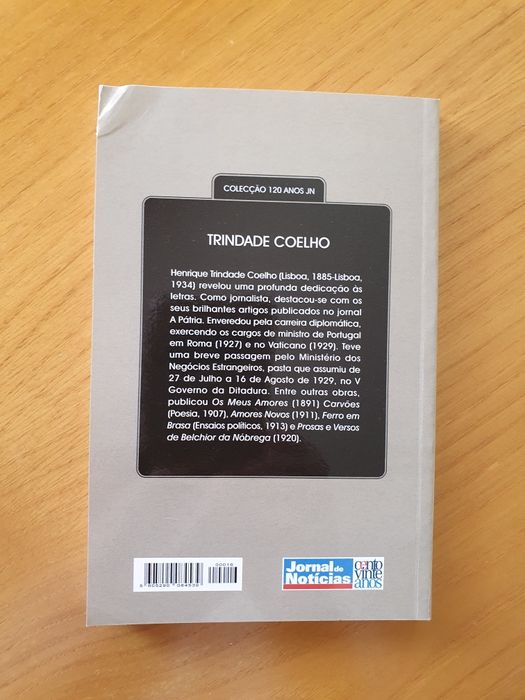 COLECÇÃO 120 ANOS JN
TRINDADE COELHO
Henrique Trindade Coelho (Lisboa, 1885-Lisboa,
1934) revelou uma profunda dedicação às
letras. Como jornalista, destacou-se com os
seus brilhantes artigos publicados no jornal
A Pátria. Enveredou pela carreira diplomática,
exercendo os cargos de ministro de Portugal
em Roma (1927) e no Vaticano (1929). Teve
uma breve passagem pelo Ministério dos
Negócios Estrangeiros, pasta que assumiu de
27 de Julho a 16 de Agosto de 1929, no V
Governo da Ditadura. Entre outras obras,
publicou Os Meus Amores (1891) Carvões
(Poesia, 1907), Amores Novos (1911), Ferro em
Brasa (Ensaios políticos, 1913) e Prosas e Versos
de Belchior da Nóbrega (1920).
00016
Jornal de
Notícias
cento
vinte
anos